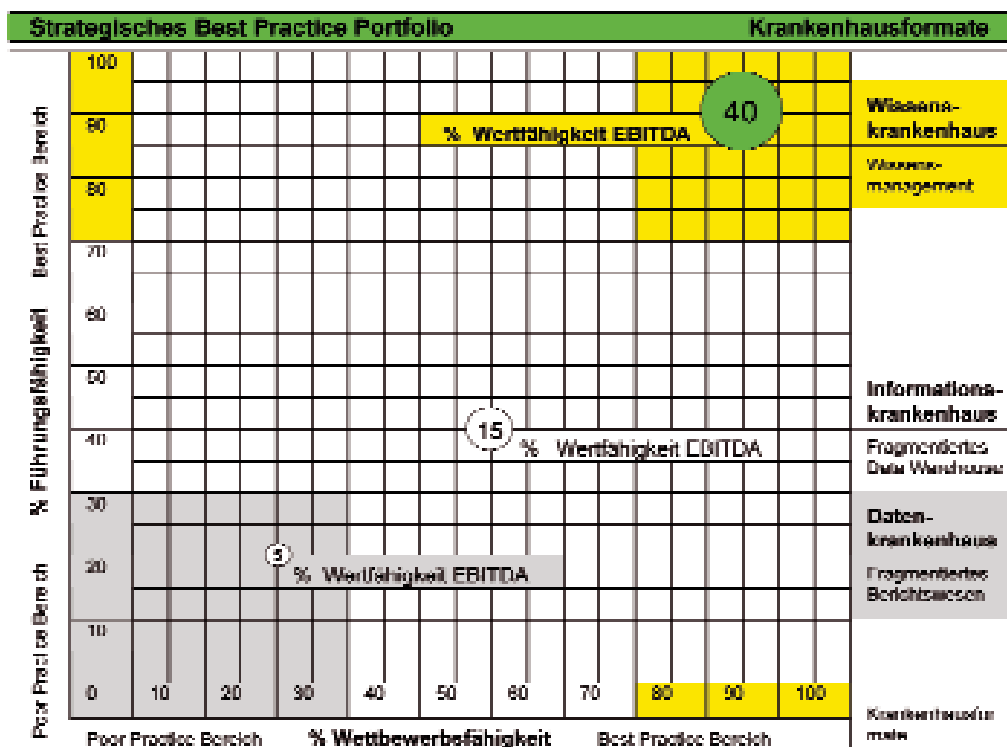 Strategisches Best Practice Portfolio
Krankenhausformate
100
90
80
70
60
50
40
30
20
10
0
10
20
30
40
50
60
70
80
90
100
40
% Wertfähigkeit EBITDA
15
% Wertfähigkeit EBITDA
5
% Wertfähigkeit EBITDA
Best Practice Bereich
% Führungsfähigkeit
Poor Practice Bereich
Wissens-
krankenhaus
Wissens-
management
Informations-
krankenhaus
Fragmentiertes
Data Warehouse
Daten-
krankenhaus
Fragmentiertes
Berichtswesen
Krankenhausfor
mate
Poor Practice Bereich
% Wettbewerbsfähigkeit
Best Practice Bereich